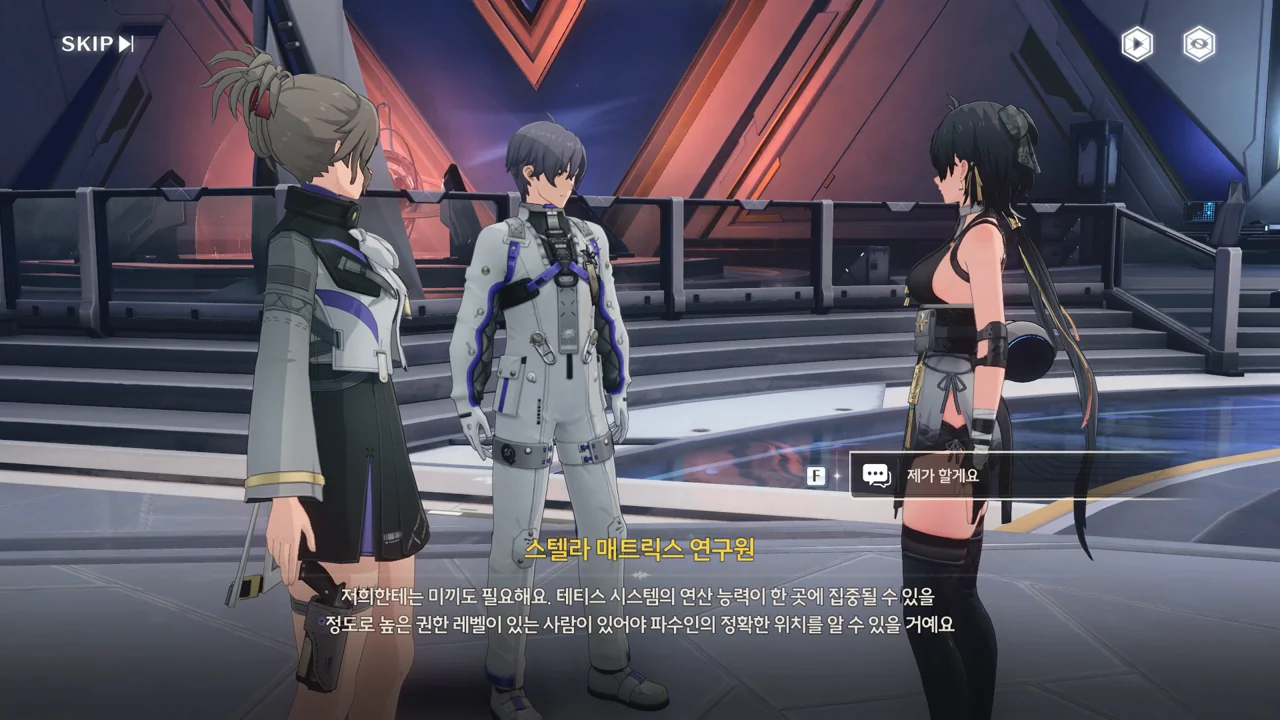 SKIP
F
제가 할게요
스텔라 매트릭스 연구원
저희한테는 미끼도 필요해요. 테티스 시스템의 연산 능력이 한 곳에 집중될 수 있을
정도로 높은 권한 레벨이 있는 사람이 있어야 파수인의 정확한 위치를 알 수 있을 거예요